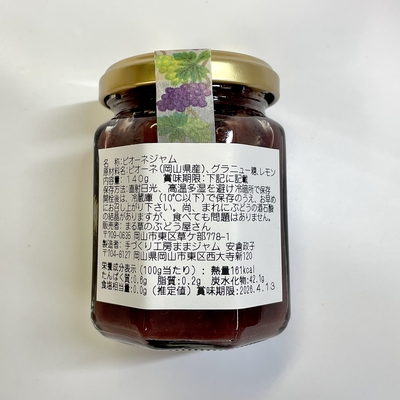 名　称:ピオーネジャム
原材料名:ピオーネ(岡山県産)、グラニュー糖、レモン
内容量:140g　賞味期限:下記に記載
保存方法:直射日光、高温多湿を避け冷暗所で保存
開栓後は、冷蔵庫(10℃以下)で保存のうえ、お早め
にお召し上がり下さい。尚、まれにぶどうの酒石酸
の結晶がありますが、食べても問題はありません。
販売者:まる草のぶどう屋さん
〒709-0635 岡山市東区草ケ部778-1
製造者:手づくり工房ままジャム 安倉政子
〒704-8127 岡山県岡山市東区西大寺新120
栄養成分表示(100g当たり):熱量161kcal
たんぱく質:0.6g　脂質:0.2g　炭水化物:42.1g
食塩相当量:0.0g(推定値) 賞味期限:2026.4.13